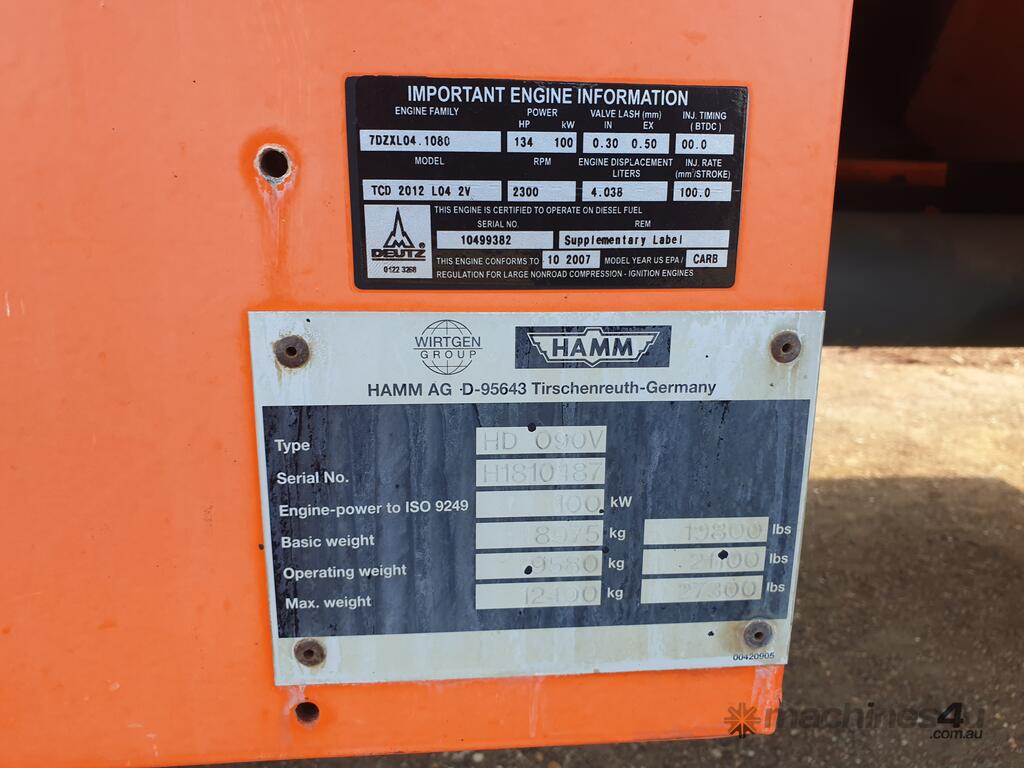 IMPORTANT ENGINE INFORMATION
ENGINE FAMILY POWER VALVE LASH (mm) INJ. TIMING
HP kW IN EX (BTDC)
7DZXL04.1080 134 100 0.30 0.50 00.0
MODEL RPM ENGINE DISPLACEMENT INJ. RATE
LITERS (mm³/STROKE)
TCD 2012 L04 2V 2300 4.038 100.0
THIS ENGINE IS CERTIFIED TO OPERATE ON DIESEL FUEL
SERIAL NO. REM
10499382 Supplementary Label
DEUTZ ®
THIS ENGINE CONFORMS TO 10 2007 MODEL YEAR US EPA / CARB
0122 3268
REGULATION FOR LARGE NONROAD COMPRESSION - IGNITION ENGINES
WIRTGEN
GROUP
HAMM
HAMM AG ·D-95643 Tirschenreuth-Germany
Type HD 090V
Serial No. H1810487
Engine-power to ISO 9249 100 kW
Basic weight 8975 kg 19800 lbs
Operating weight 9580 kg 21100 lbs
Max. weight kg lbs
00420905
machines4u
.com.au